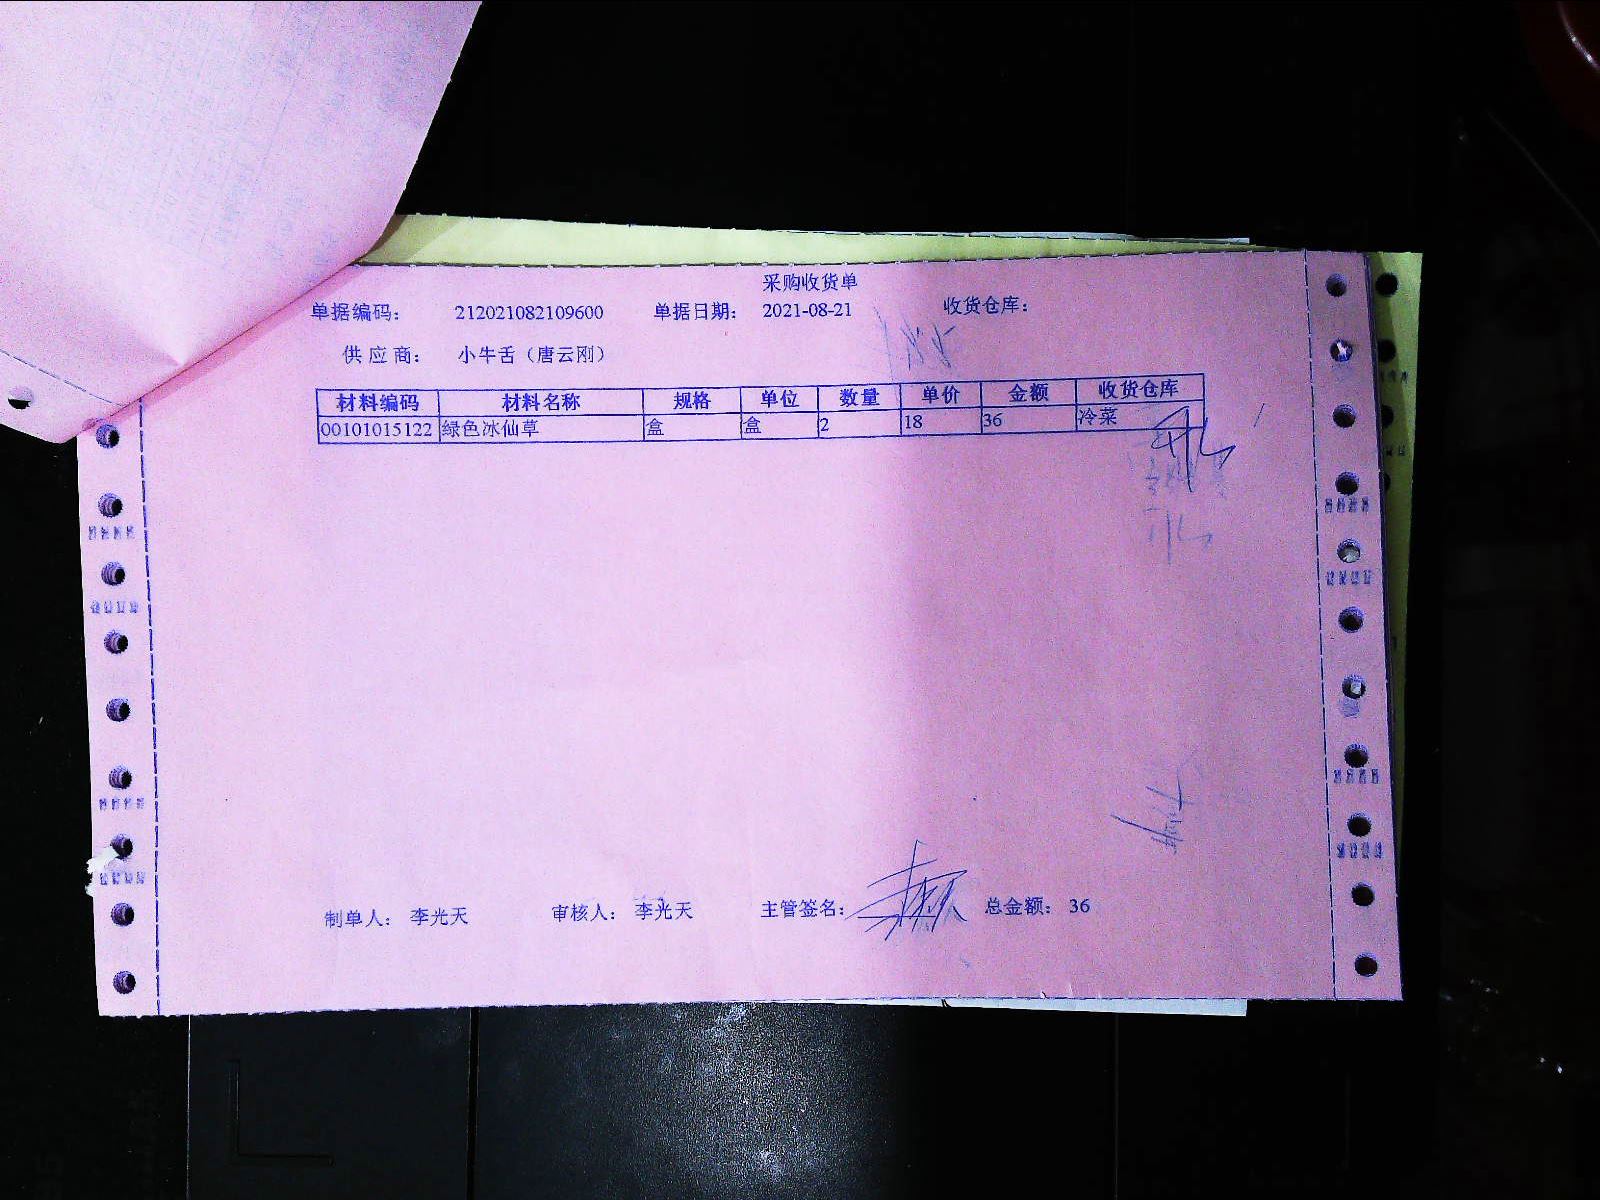 采购收货单
单据编码： 212021082109600 单据日期： 2021-08-21 收货仓库：
供应商： 小牛舌（唐云刚）
材料编码 材料名称 规格 单位 数量 单价 金额 收货仓库
00101015122 绿色冰仙草 盒 盒 2 18 36 冷菜
制单人： 李光天 审核人： 李光天 主管签名： 总金额： 36